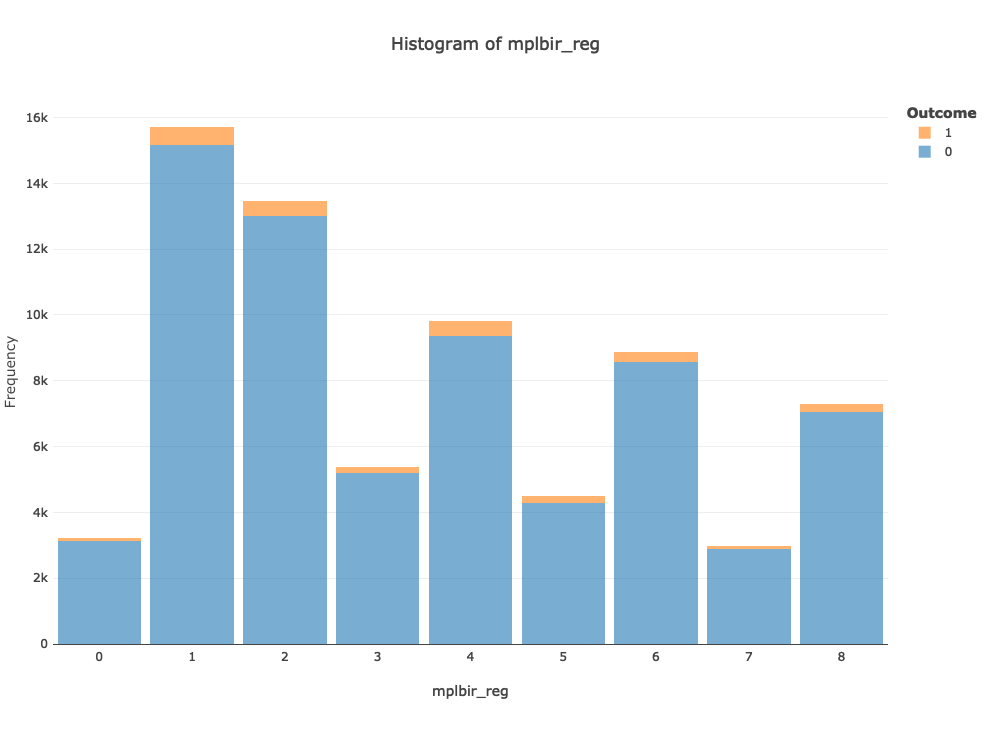 Histogram of mplbir_reg
Outcome
1
0
16k
14k
12k
10k
8k
6k
4k
2k
0
Frequency
0 1 2 3 4 5 6 7 8
mplbir_reg